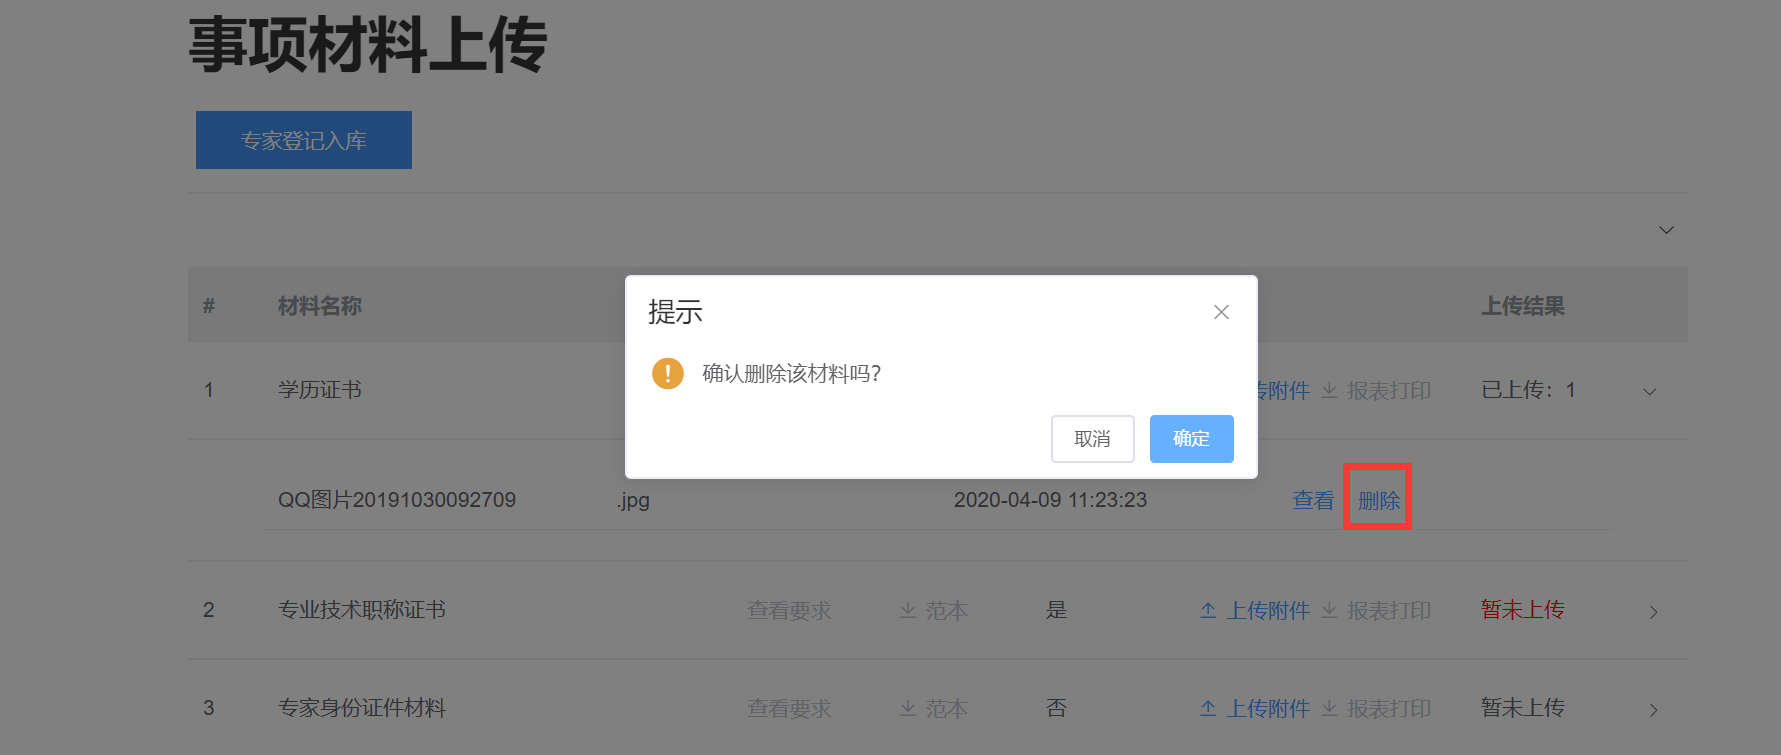 事项材料上传
专家登记入库
# 材料名称 上传结果
提示
确认删除该材料吗?
取消 确定
1 学历证书 传附件 报表打印 已上传：1
QQ图片20191030092709 .jpg 2020-04-09 11:23:23 查看 删除
2 专业技术职称证书 查看要求 范本 是 上传附件 报表打印 暂未上传
3 专家身份证件材料 查看要求 范本 否 上传附件 报表打印 暂未上传